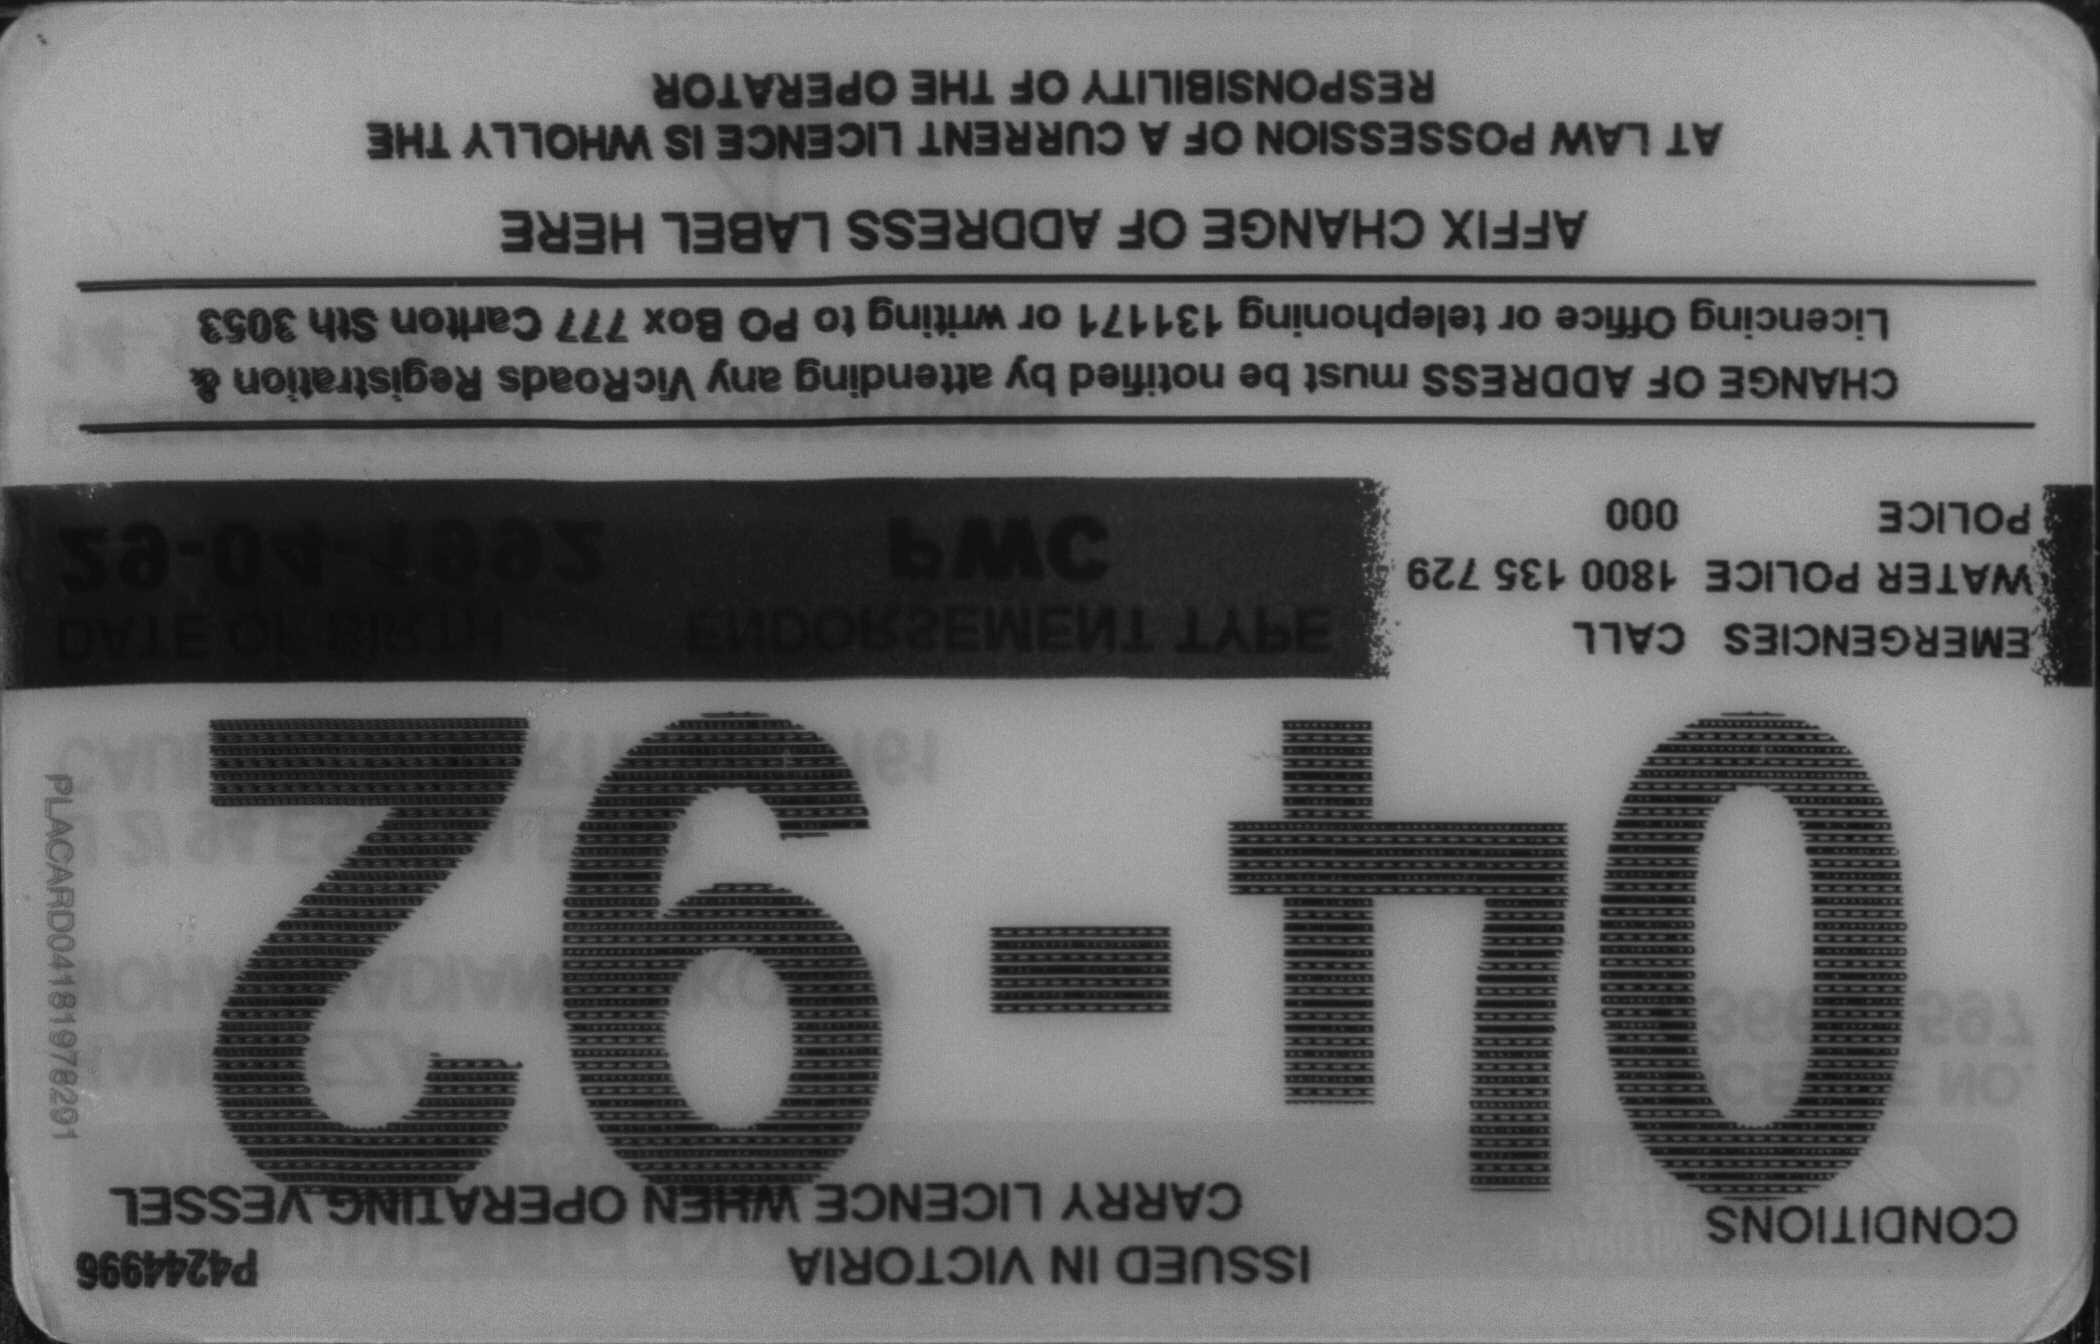 P4244996
ISSUED IN VICTORIA
CONDITIONS
CARRY LICENCE WHEN OPERATING VESSEL
04-92
EMERGENCIES CALL
WATER POLICE 1800 135 729
POLICE 000
CHANGE OF ADDRESS must be notified by attending any VicRoads Registration &
Licencing Office or telephoning 131171 or writing to PO Box 777 Carlton Sth 3053
AFFIX CHANGE OF ADDRESS LABEL HERE
AT LAW POSSESSION OF A CURRENT LICENCE IS WHOLLY THE
RESPONSIBILITY OF THE OPERATOR
PLACARD04181978201
DATE OF BIRTH ENDORSEMENT TYPE
29-04-1992 PWC